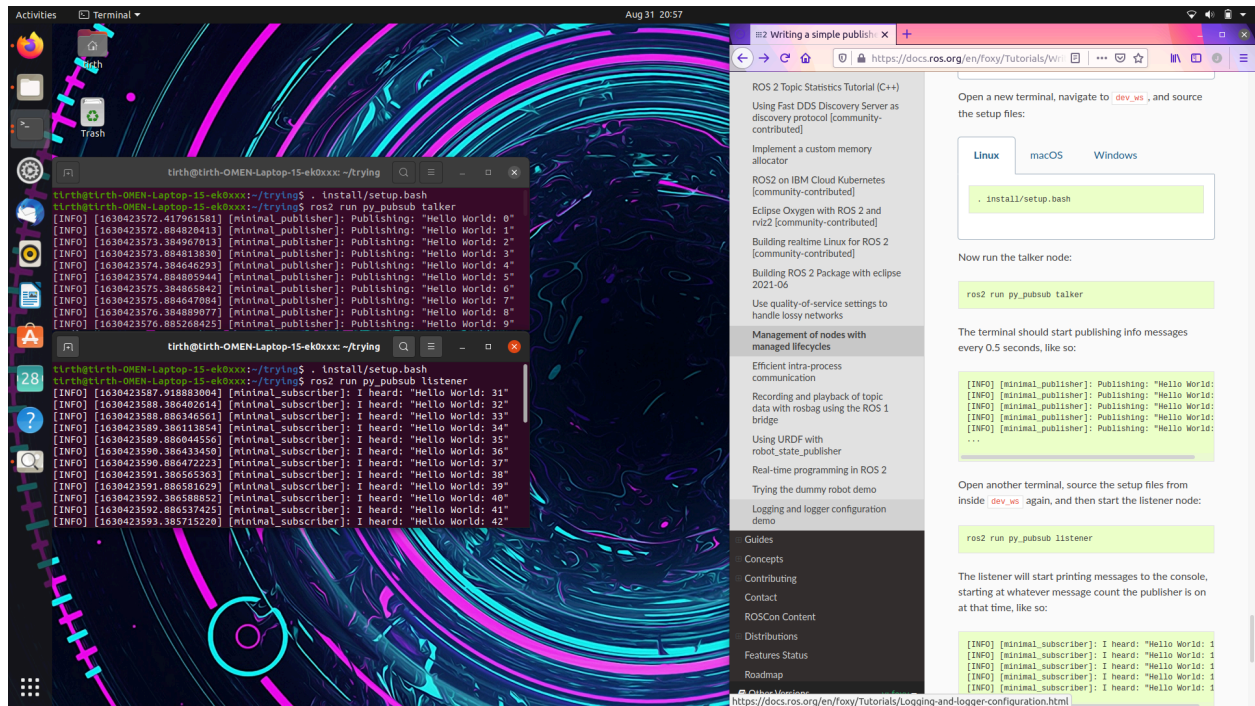 Activities
Terminal
Aug 31 20:57
Tirth
Trash
28
tirth@tirth-OMEN-Laptop-15-ek0xxx: ~/trying
tirth@tirth-OMEN-Laptop-15-ek0xxx:~/trying$ . install/setup.bash
tirth@tirth-OMEN-Laptop-15-ek0xxx:~/trying$ ros2 run py_pubsub talker
[INFO] [1630423572.417961581] [minimal_publisher]: Publishing: "Hello World: 0"
[INFO] [1630423572.884820413] [minimal_publisher]: Publishing: "Hello World: 1"
[INFO] [1630423573.384967013] [minimal_publisher]: Publishing: "Hello World: 2"
[INFO] [1630423573.884813830] [minimal_publisher]: Publishing: "Hello World: 3"
[INFO] [1630423574.384646293] [minimal_publisher]: Publishing: "Hello World: 4"
[INFO] [1630423574.884805944] [minimal_publisher]: Publishing: "Hello World: 5"
[INFO] [1630423575.384865842] [minimal_publisher]: Publishing: "Hello World: 6"
[INFO] [1630423575.884647084] [minimal_publisher]: Publishing: "Hello World: 7"
[INFO] [1630423576.384889077] [minimal_publisher]: Publishing: "Hello World: 8"
[INFO] [1630423576.885268425] [minimal_publisher]: Publishing: "Hello World: 9"
tirth@tirth-OMEN-Laptop-15-ek0xxx: ~/trying
tirth@tirth-OMEN-Laptop-15-ek0xxx:~/trying$ . install/setup.bash
tirth@tirth-OMEN-Laptop-15-ek0xxx:~/trying$ ros2 run py_pubsub listener
[INFO] [1630423587.918883004] [minimal_subscriber]: I heard: "Hello World: 31"
[INFO] [1630423588.386402614] [minimal_subscriber]: I heard: "Hello World: 32"
[INFO] [1630423588.886346561] [minimal_subscriber]: I heard: "Hello World: 33"
[INFO] [1630423589.386113854] [minimal_subscriber]: I heard: "Hello World: 34"
[INFO] [1630423589.886044556] [minimal_subscriber]: I heard: "Hello World: 35"
[INFO] [1630423590.386433450] [minimal_subscriber]: I heard: "Hello World: 36"
[INFO] [1630423590.886472223] [minimal_subscriber]: I heard: "Hello World: 37"
[INFO] [1630423591.386565363] [minimal_subscriber]: I heard: "Hello World: 38"
[INFO] [1630423591.886581629] [minimal_subscriber]: I heard: "Hello World: 39"
[INFO] [1630423592.386588852] [minimal_subscriber]: I heard: "Hello World: 40"
[INFO] [1630423592.886537425] [minimal_subscriber]: I heard: "Hello World: 41"
[INFO] [1630423593.385715220] [minimal_subscriber]: I heard: "Hello World: 42"
2 Writing a simple publishe
https://docs.ros.org/en/foxy/Tutorials/Wri
ROS 2 Topic Statistics Tutorial (C++)
Using Fast DDS Discovery Server as
discovery protocol [community-
contributed]
Implement a custom memory
allocator
ROS2 on IBM Cloud Kubernetes
[community-contributed]
Eclipse Oxygen with ROS 2 and
rviz2 [community-contributed]
Building realtime Linux for ROS 2
[community-contributed]
Building ROS 2 Package with eclipse
2021-06
Use quality-of-service settings to
handle lossy networks
Management of nodes with
managed lifecycles
Efficient intra-process
communication
Recording and playback of topic
data with rosbag using the ROS 1
bridge
Using URDF with
robot_state_publisher
Real-time programming in ROS 2
Trying the dummy robot demo
Logging and logger configuration
demo
Guides
Concepts
Contributing
Contact
ROSCon Content
Distributions
Features Status
Roadmap
Other Versions
https://docs.ros.org/en/foxy/Tutorials/Logging-and-logger-configuration.html
Open a new terminal, navigate to dev_ws , and source
the setup files:
Linux macOS Windows
. install/setup.bash
Now run the talker node:
ros2 run py_pubsub talker
The terminal should start publishing info messages
every 0.5 seconds, like so:
[INFO] [minimal_publisher]: Publishing: "Hello World:
[INFO] [minimal_publisher]: Publishing: "Hello World:
[INFO] [minimal_publisher]: Publishing: "Hello World:
[INFO] [minimal_publisher]: Publishing: "Hello World:
[INFO] [minimal_publisher]: Publishing: "Hello World:
...
Open another terminal, source the setup files from
inside dev_ws again, and then start the listener node:
ros2 run py_pubsub listener
The listener will start printing messages to the console,
starting at whatever message count the publisher is on
at that time, like so:
[INFO] [minimal_subscriber]: I heard: "Hello World: 1
[INFO] [minimal_subscriber]: I heard: "Hello World: 1
[INFO] [minimal_subscriber]: I heard: "Hello World: 1
[INFO] [minimal_subscriber]: I heard: "Hello World: 1
[INFO] [minimal_subscriber]: I heard: "Hello World: 1